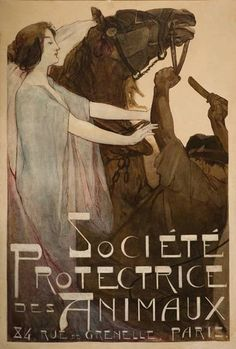 SOCIÉTÉ
PROTECTRICE
DES ANIMAUX
84 RUE DE GRENELLE. PARIS.